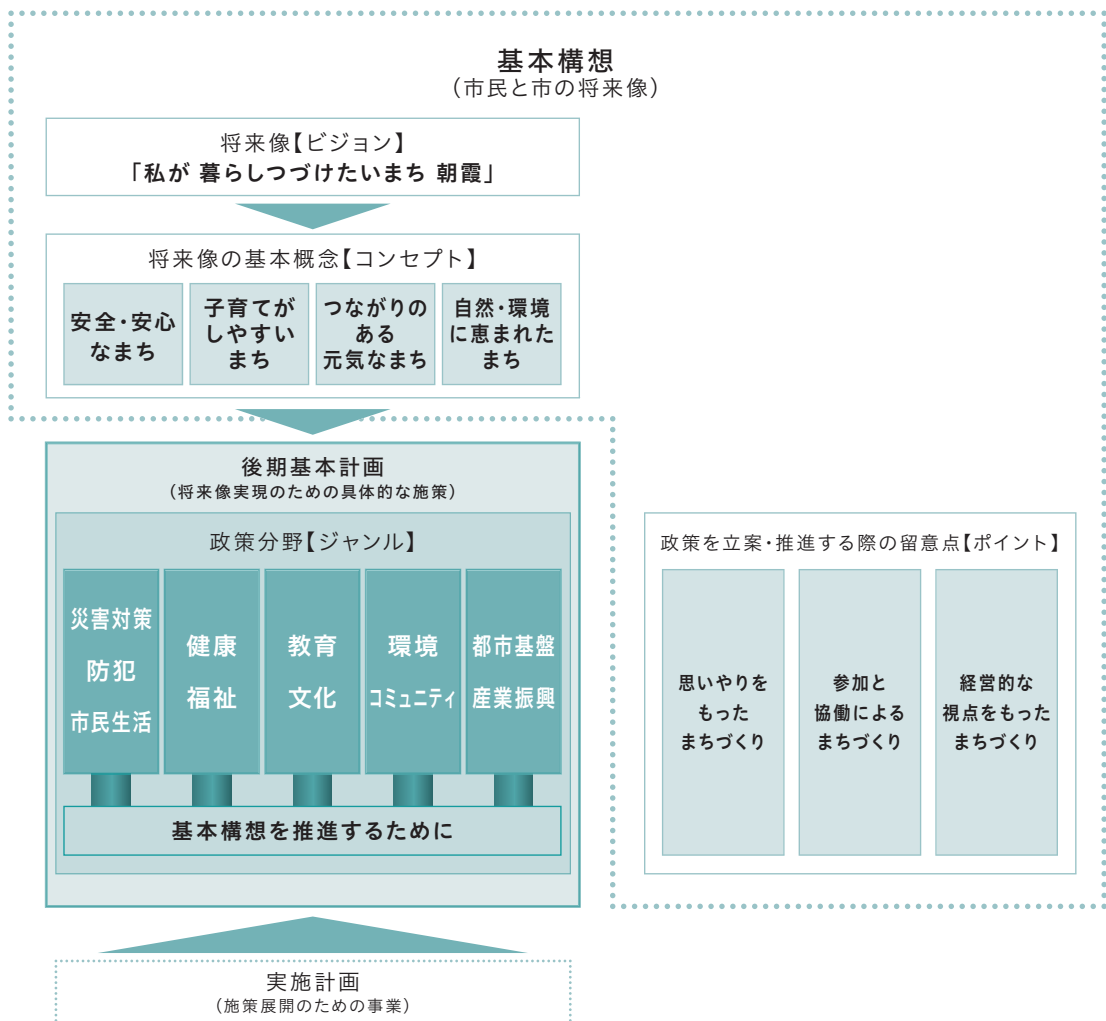 基本構想
（市民と市の将来像）
将来像【ビジョン】
「私が 暮らしつづけたいまち 朝霞」
将来像の基本概念【コンセプト】
安全・安心
なまち
子育てが
しやすい
まち
つながりの
ある
元気なまち
自然・環境
に恵まれた
まち
後期基本計画
（将来像実現のための具体的な施策）
政策分野【ジャンル】
災害対策
防犯
市民生活
健康
福祉
教育
文化
環境
コミュニティ
都市基盤
産業振興
基本構想を推進するために
政策を立案・推進する際の留意点【ポイント】
思いやりを
もった
まちづくり
参加と
協働による
まちづくり
経営的な
視点をもった
まちづくり
実施計画
（施策展開のための事業）